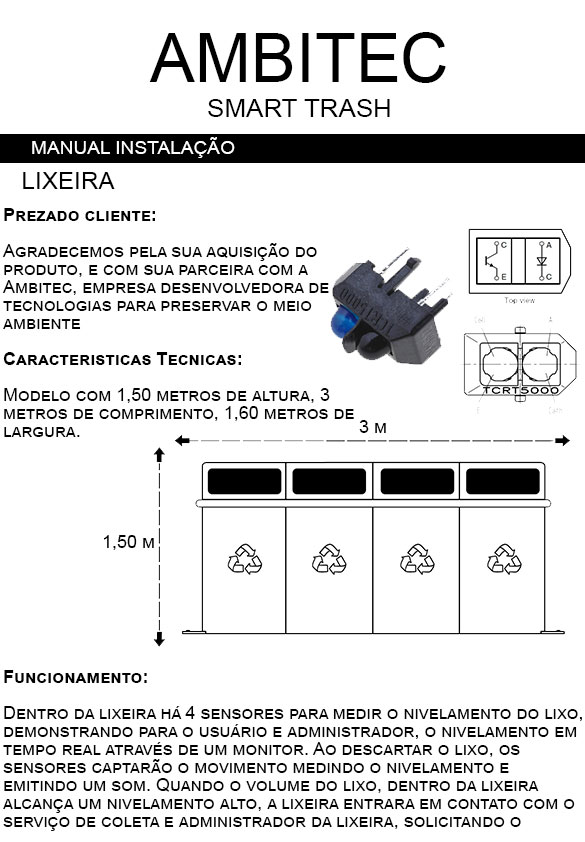 AMBITEC
SMART TRASH
MANUAL INSTALAÇÃO
LIXEIRA
PREZADO CLIENTE:
AGRADECEMOS PELA SUA AQUISIÇÃO DO
PRODUTO, E COM SUA PARCEIRA COM A
AMBITEC, EMPRESA DESENVOLVEDORA DE
TECNOLOGIAS PARA PRESERVAR O MEIO
AMBIENTE
C
A
E
C
Top view
TCRT5000
TCRT5000
CARACTERISTICAS TECNICAS:
MODELO COM 1,50 METROS DE ALTURA, 3
METROS DE COMPRIMENTO, 1,60 METROS DE
LARGURA.
3 M
1,50 M
FUNCIONAMENTO:
DENTRO DA LIXEIRA HÁ 4 SENSORES PARA MEDIR O NIVELAMENTO DO LIXO,
DEMONSTRANDO PARA O USUÁRIO E ADMINISTRADOR, O NIVELAMENTO EM
TEMPO REAL ATRAVÉS DE UM MONITOR. AO DESCARTAR O LIXO, OS
SENSORES CAPTARÃO O MOVIMENTO MEDINDO O NIVELAMENTO E
EMITINDO UM SOM. QUANDO O VOLUME DO LIXO, DENTRO DA LIXEIRA
ALCANÇA UM NIVELAMENTO ALTO, A LIXEIRA ENTRARA EM CONTATO COM O
SERVIÇO DE COLETA E ADMINISTRADOR DA LIXEIRA, SOLICITANDO O